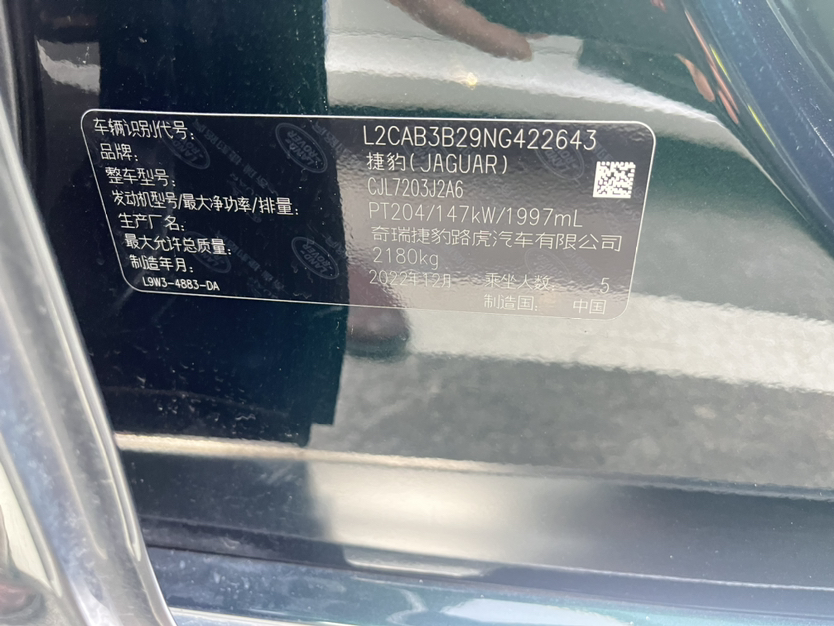 车辆识别代号: L2CAB3B29NG422643
品牌: 捷豹(JAGUAR)
整车型号: CJL7203J2A6
发动机型号/最大净功率/排量: PT204/147kW/1997mL
生产厂名: 奇瑞捷豹路虎汽车有限公司
最大允许总质量: 2180kg
制造年月: 2022年12月 乘坐人数: 5
L9W3-4883-DA 制造国: 中国